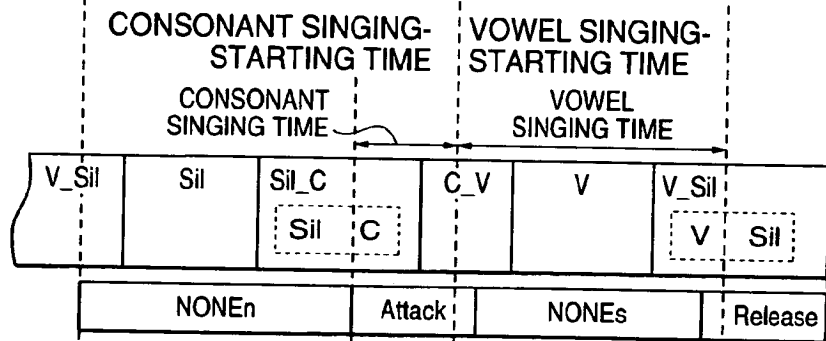 CONSONANT SINGING-
STARTING TIME
VOWEL SINGING-
STARTING TIME
CONSONANT
SINGING TIME
VOWEL
SINGING TIME
V_Sil Sil Sil_C C_V V V_Sil
Sil C V Sil
NONEn Attack NONEs Release